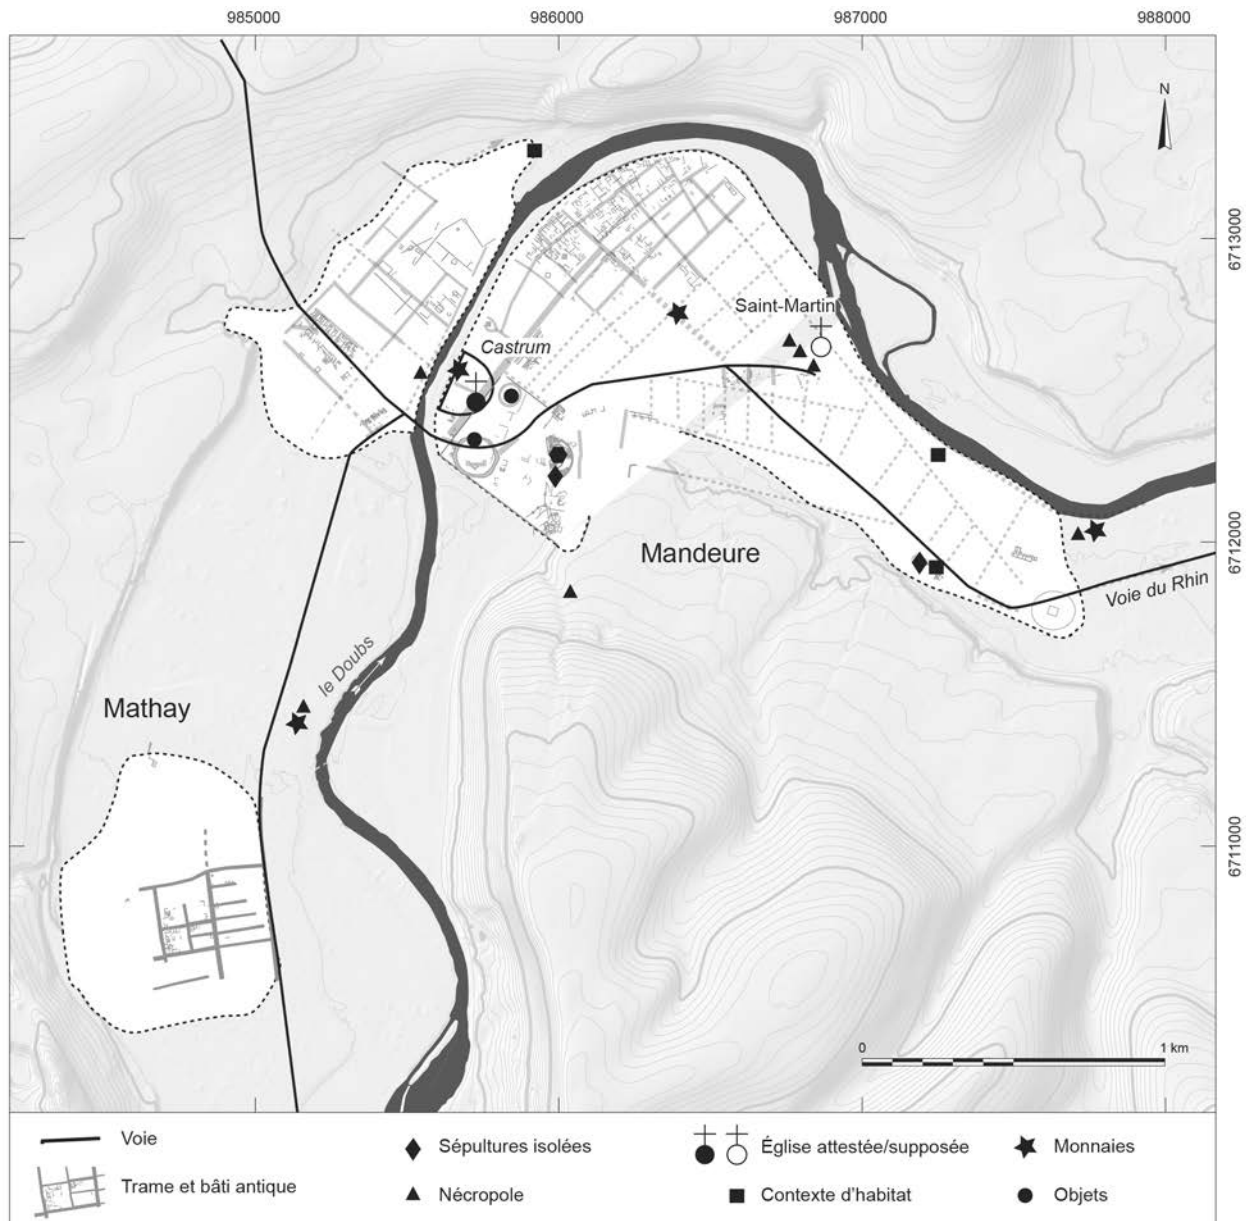 985000
986000
987000
988000
N
6713000
Saint-Martin
Castrum
6712000
Mandeure
Voie du Rhin
le Doubs
Mathay
6711000
0
1 km
Voie
Sépultures isolées
Église attestée/supposée
Monnaies
Trame et bâti antique
Nécropole
Contexte d'habitat
Objets